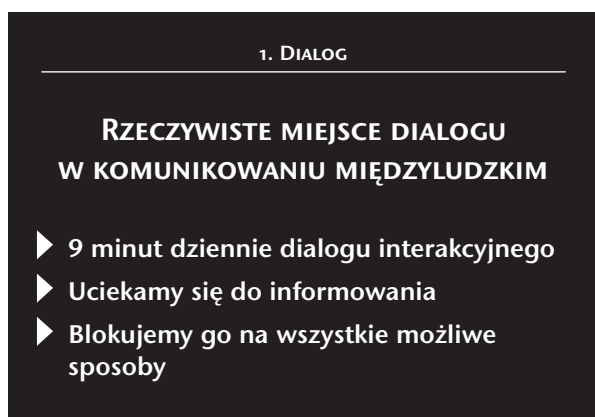 1. Dialog
Rzeczywiste miejsce dialogu
w komunikowaniu międzyludzkim
9 minut dziennie dialogu interakcyjnego
Uciekamy się do informowania
Blokujemy go na wszystkie możliwe
sposoby